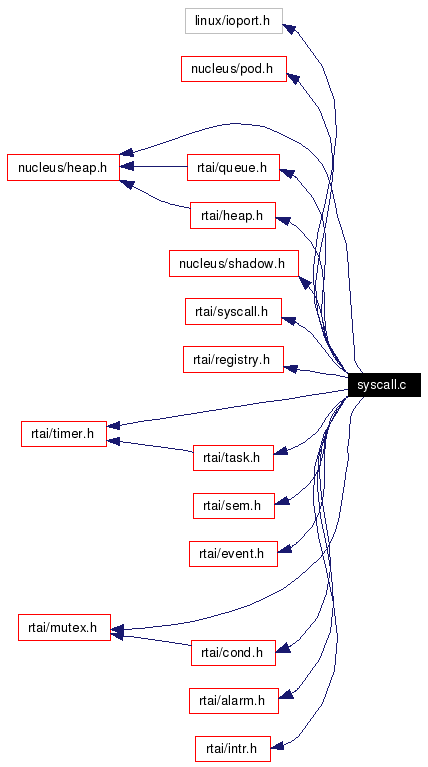 linux/ioport.h
nucleus/pod.h
nucleus/heap.h
rtai/queue.h
rtai/heap.h
nucleus/shadow.h
rtai/syscall.h
rtai/registry.h
syscall.c
rtai/timer.h
rtai/task.h
rtai/sem.h
rtai/event.h
rtai/mutex.h
rtai/cond.h
rtai/alarm.h
rtai/intr.h